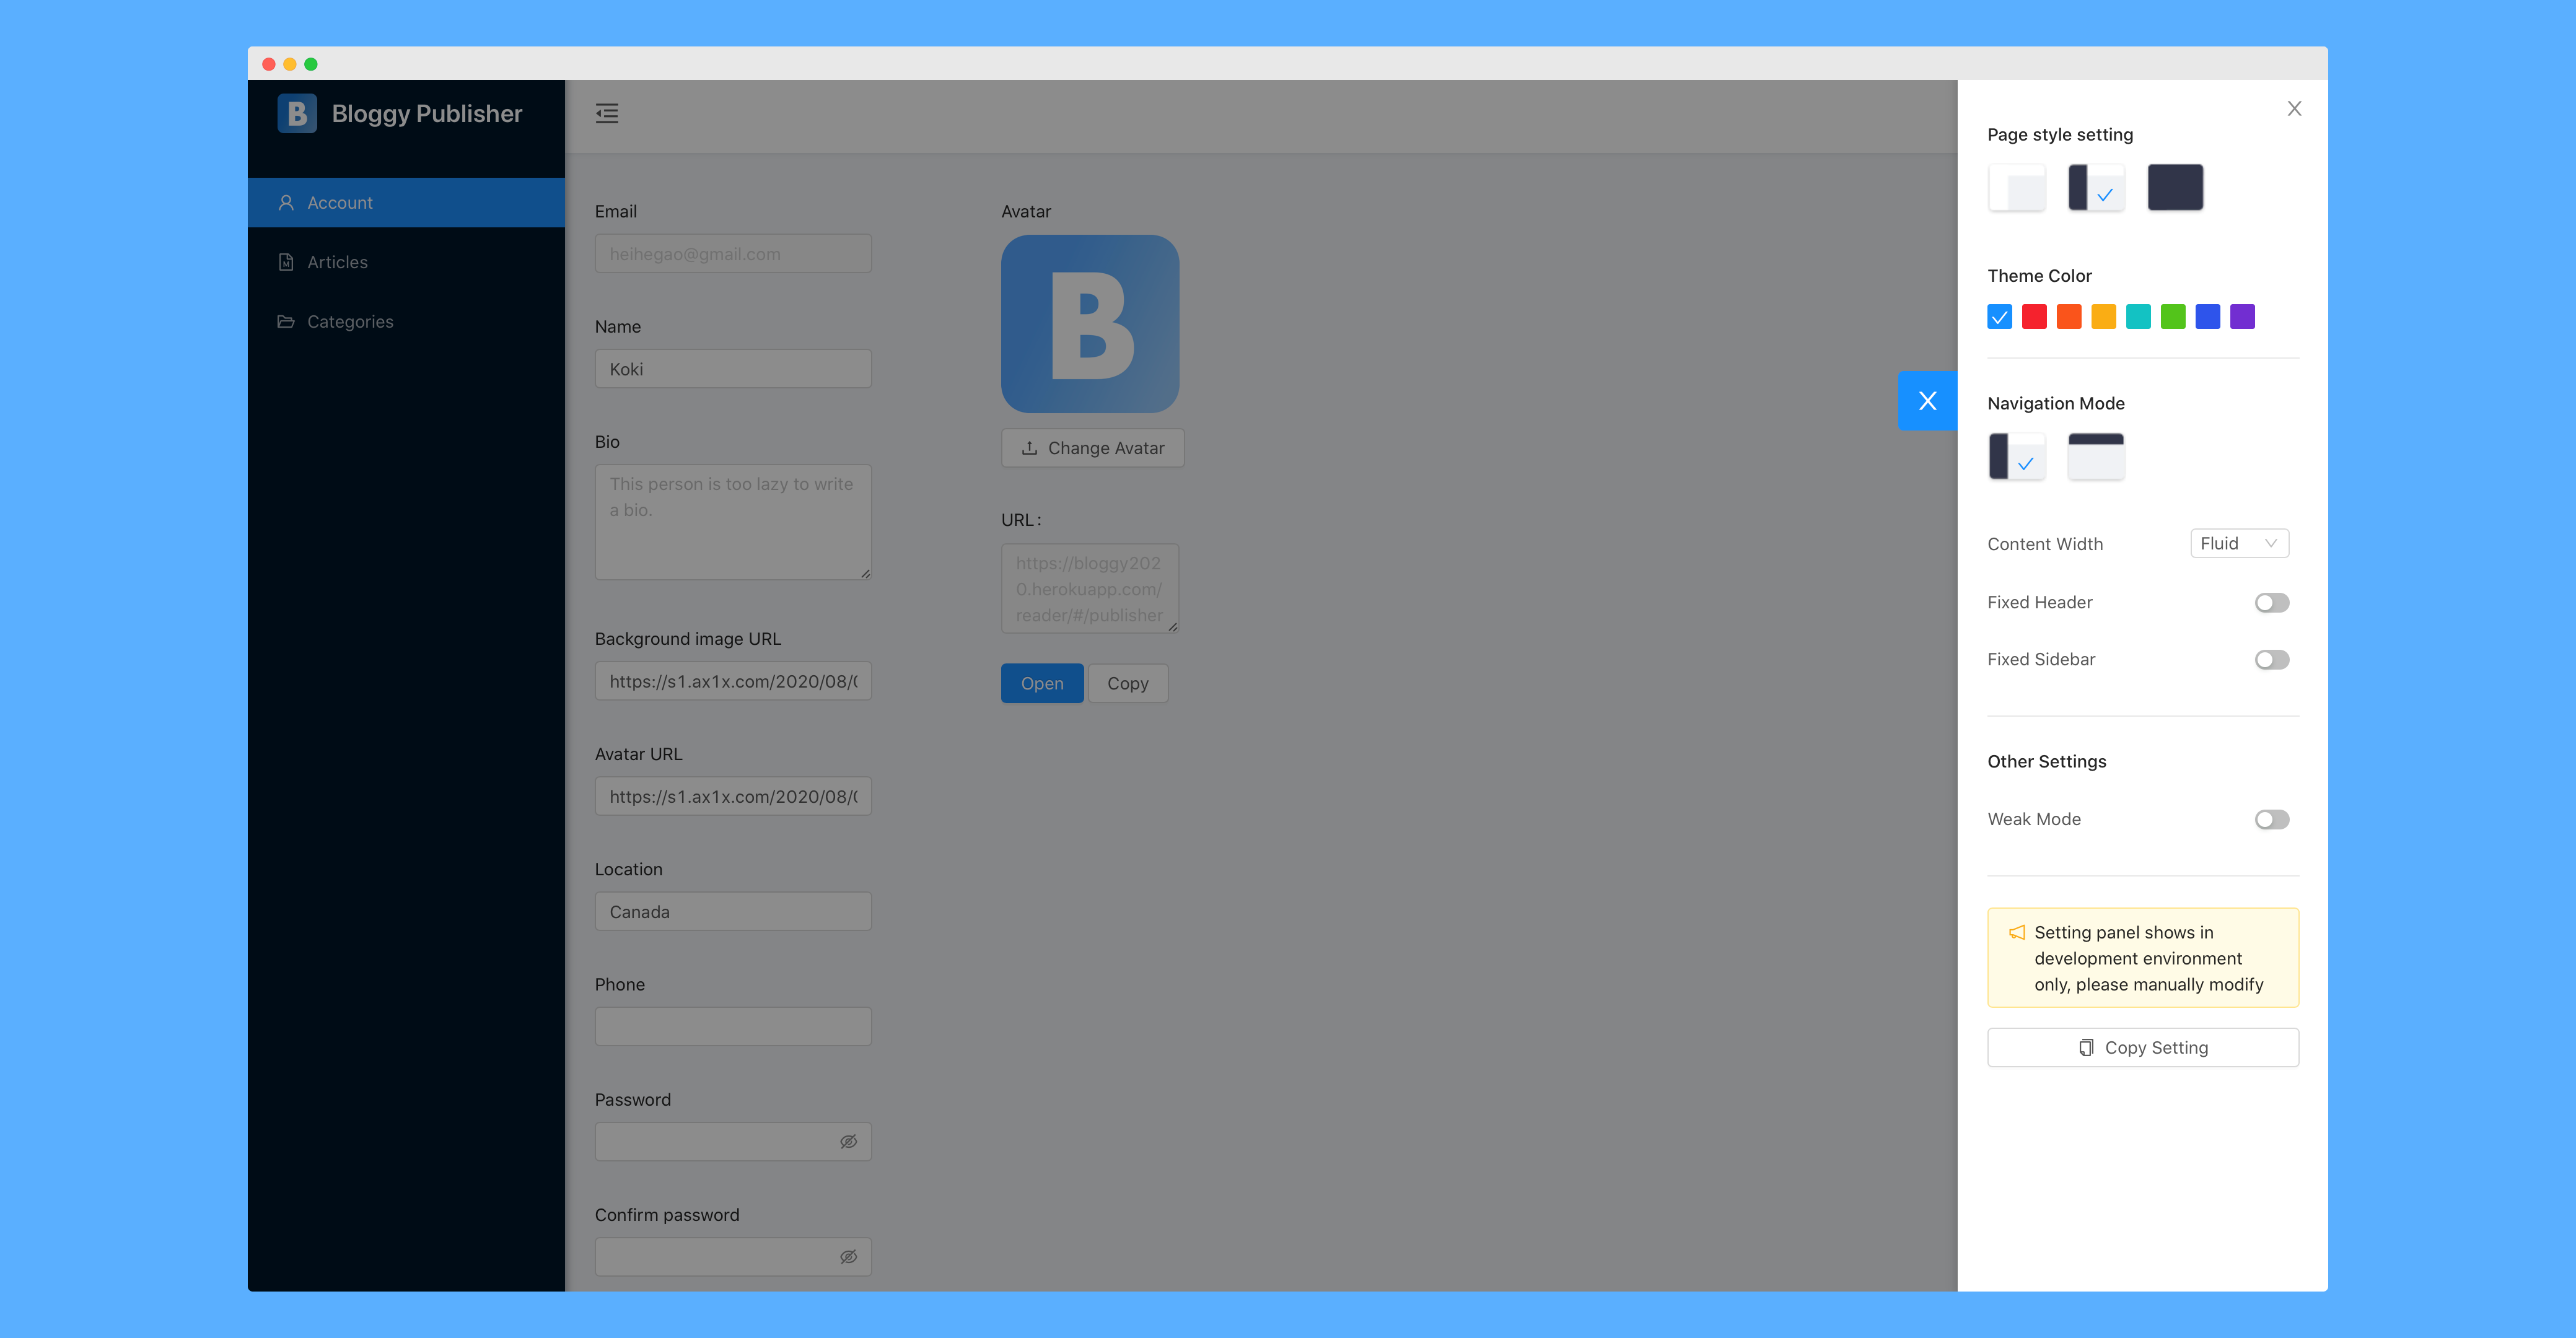 B Bloggy Publisher
Account
Articles
Categories
Email
heihegao@gmail.com
Name
Koki
Bio
This person is too lazy to write
a bio.
Background image URL
https://s1.ax1x.com/2020/08/0
Avatar URL
https://s1.ax1x.com/2020/08/0
Location
Canada
Phone
Password
Confirm password
Avatar
B
Change Avatar
URL :
https://bloggy202
0.herokuapp.com/
reader/#/publisher
Open Copy
Page style setting
Theme Color
Navigation Mode
Content Width Fluid
Fixed Header
Fixed Sidebar
Other Settings
Weak Mode
Setting panel shows in
development environment
only, please manually modify
Copy Setting